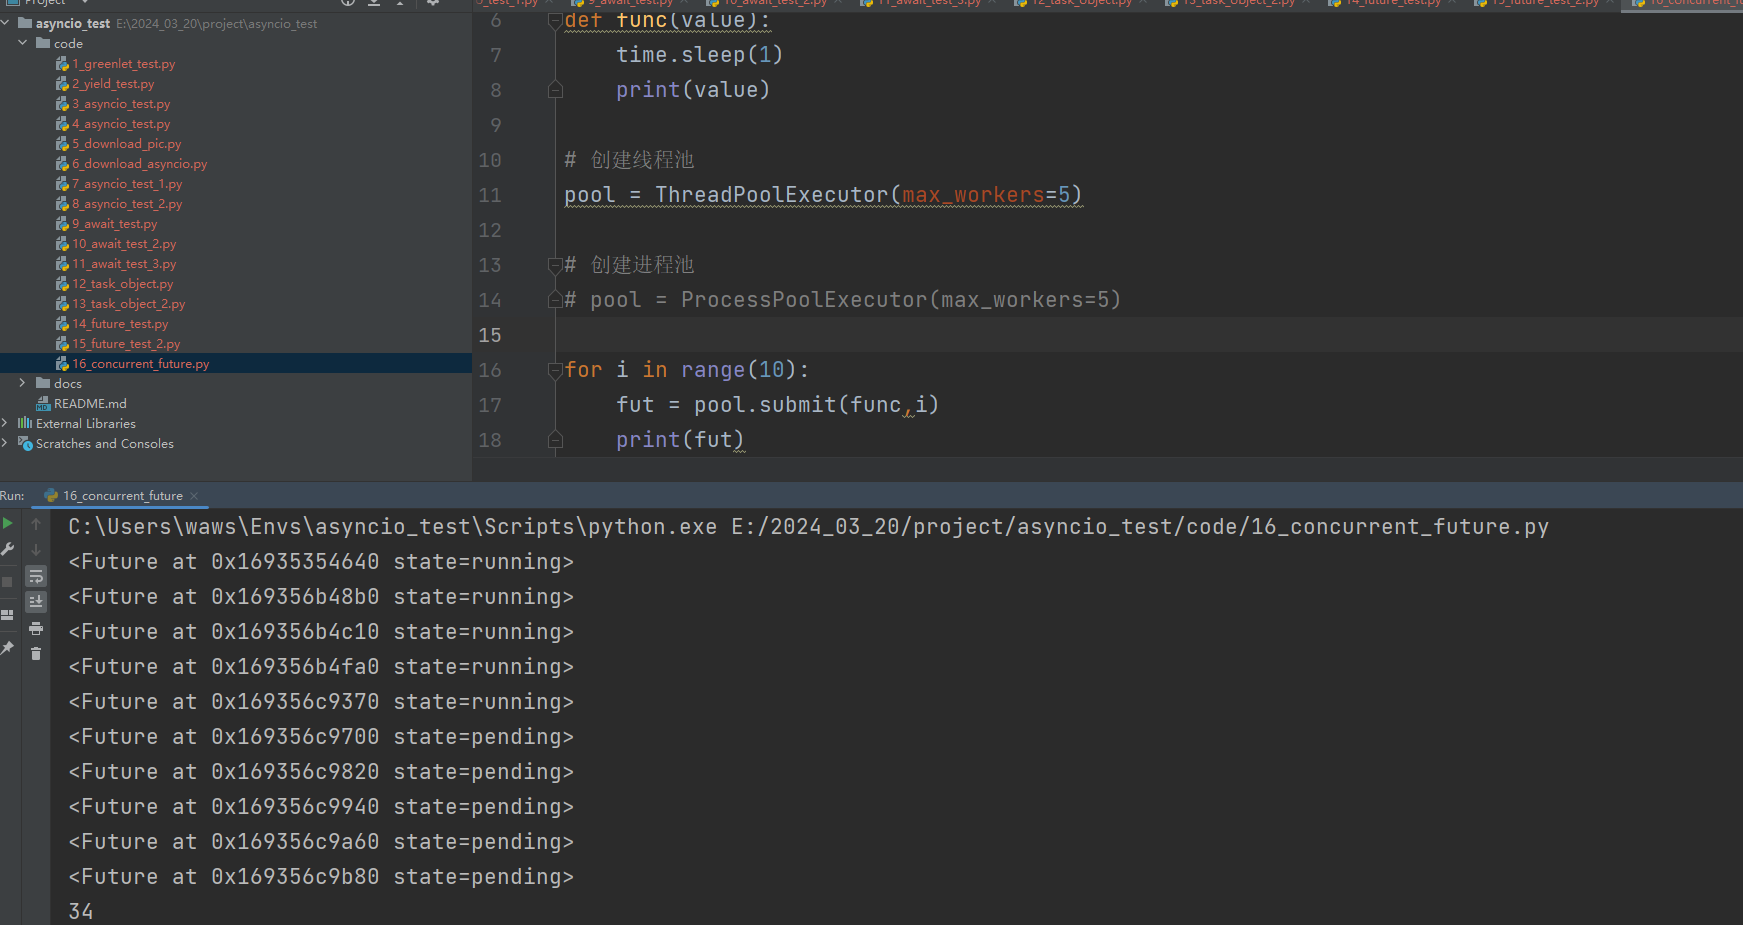 Project
5_test_1.py
9_await_test.py
10_await_test_2.py
11_await_test_3.py
12_task_object.py
13_task_object_2.py
14_future_test.py
15_future_test_2.py
asyncio_test E:\2024_03_20\project\asyncio_test
code
1_greenlet_test.py
2_yield_test.py
3_asyncio_test.py
4_asyncio_test.py
5_download_pic.py
6_download_asyncio.py
7_asyncio_test_1.py
8_asyncio_test_2.py
9_await_test.py
10_await_test_2.py
11_await_test_3.py
12_task_object.py
13_task_object_2.py
14_future_test.py
15_future_test_2.py
16_concurrent_future.py
docs
README.md
External Libraries
Scratches and Consoles
6 def func(value):
7 time.sleep(1)
8 print(value)
9
10 # 创建线程池
11 pool = ThreadPoolExecutor(max_workers=5)
12
13 # 创建进程池
14 # pool = ProcessPoolExecutor(max_workers=5)
15
16 for i in range(10):
17 fut = pool.submit(func,i)
18 print(fut)
Run: 16_concurrent_future
C:\Users\waws\Envs\asyncio_test\Scripts\python.exe E:/2024_03_20/project/asyncio_test/code/16_concurrent_future.py
<Future at 0x16935354640 state=running>
<Future at 0x169356b48b0 state=running>
<Future at 0x169356b4c10 state=running>
<Future at 0x169356b4fa0 state=running>
<Future at 0x169356c9370 state=running>
<Future at 0x169356c9700 state=pending>
<Future at 0x169356c9820 state=pending>
<Future at 0x169356c9940 state=pending>
<Future at 0x169356c9a60 state=pending>
<Future at 0x169356c9b80 state=pending>
34